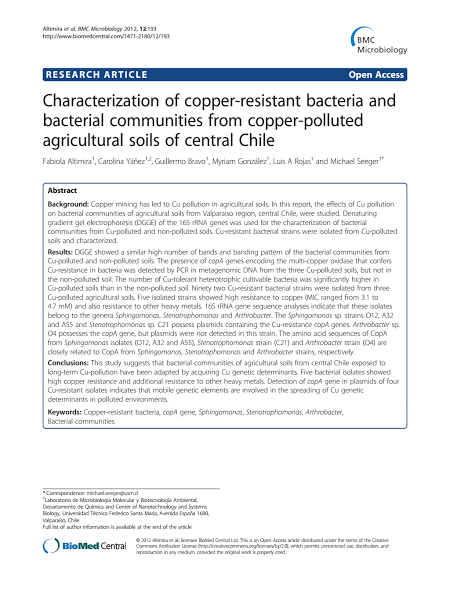 Altimira et al. BMC Microbiology 2012, 12:193
http://www.biomedcentral.com/1471-2180/12/193
BMC
Microbiology
RESEARCH ARTICLE Open Access
Characterization of copper-resistant bacteria and
bacterial communities from copper-polluted
agricultural soils of central Chile
Fabiola Altimira1, Carolina Yáñez1,2, Guillermo Bravo1, Myriam González1, Luis A Rojas1 and Michael Seeger1*
Abstract
Background: Copper mining has led to Cu pollution in agricultural soils. In this report, the effects of Cu pollution
on bacterial communities of agricultural soils from Valparaiso region, central Chile, were studied. Denaturing
gradient gel electrophoresis (DGGE) of the 16S rRNA genes was used for the characterization of bacterial
communities from Cu-polluted and non-polluted soils. Cu-resistant bacterial strains were isolated from Cu-polluted
soils and characterized.
Results: DGGE showed a similar high number of bands and banding pattern of the bacterial communities from
Cu-polluted and non-polluted soils. The presence of copA genes encoding the multi-copper oxidase that confers
Cu-resistance in bacteria was detected by PCR in metagenomic DNA from the three Cu-polluted soils, but not in
the non-polluted soil. The number of Cu-tolerant heterotrophic cultivable bacteria was significantly higher in
Cu-polluted soils than in the non-polluted soil. Ninety two Cu-resistant bacterial strains were isolated from three
Cu-polluted agricultural soils. Five isolated strains showed high resistance to copper (MIC ranged from 3.1 to
4.7 mM) and also resistance to other heavy metals. 16S rRNA gene sequence analyses indicate that these isolates
belong to the genera Sphingomonas, Stenotrophomonas and Arthrobacter. The Sphingomonas sp. strains O12, A32
and A55 and Stenotrophomonas sp. C21 possess plasmids containing the Cu-resistance copA genes. Arthrobacter sp.
O4 possesses the copA gene, but plasmids were not detected in this strain. The amino acid sequences of CopA
from Sphingomonas isolates (O12, A32 and A55), Stenotrophomonas strain (C21) and Arthrobacter strain (O4) are
closely related to CopA from Sphingomonas, Stenotrophomonas and Arthrobacter strains, respectively.
Conclusions: This study suggests that bacterial communities of agricultural soils from central Chile exposed to
long-term Cu-pollution have been adapted by acquiring Cu genetic determinants. Five bacterial isolates showed
high copper resistance and additional resistance to other heavy metals. Detection of copA gene in plasmids of four
Cu-resistant isolates indicates that mobile genetic elements are involved in the spreading of Cu genetic
determinants in polluted environments.
Keywords: Copper-resistant bacteria, copA gene, Sphingomonas, Stenotrophomonas, Arthrobacter,
Bacterial communities
* Correspondence: michael.seeger@usm.cl
1Laboratorio de Microbiología Molecular y Biotecnología Ambiental,
Departamento de Química and Center of Nanotechnology and Systems
Biology, Universidad Técnica Federico Santa María, Avenida España 1680,
Valparaíso, Chile
Full list of author information is available at the end of the article
BioMed Central
© 2012 Altimira et al.; licensee BioMed Central Ltd. This is an Open Access article distributed under the terms of the Creative
Commons Attribution License (http://creativecommons.org/licenses/by/2.0), which permits unrestricted use, distribution, and
reproduction in any medium, provided the original work is properly cited.